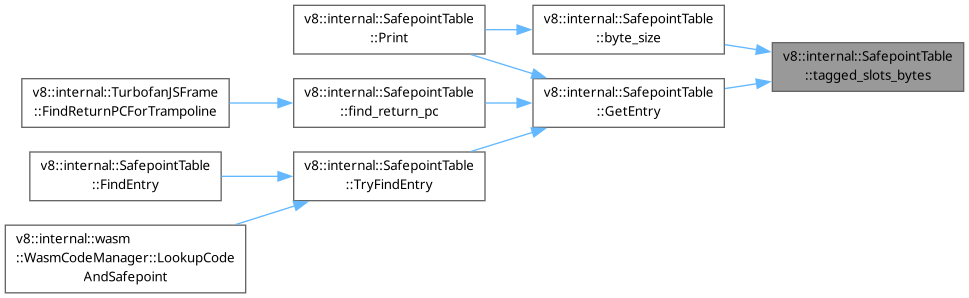 v8::internal::SafepointTable
::Print
v8::internal::SafepointTable
::byte_size
v8::internal::SafepointTable
::tagged_slots_bytes
v8::internal::TurbofanJSFrame
::FindReturnPCForTrampoline
v8::internal::SafepointTable
::find_return_pc
v8::internal::SafepointTable
::GetEntry
v8::internal::SafepointTable
::FindEntry
v8::internal::SafepointTable
::TryFindEntry
v8::internal::wasm
::WasmCodeManager::LookupCode
AndSafepoint